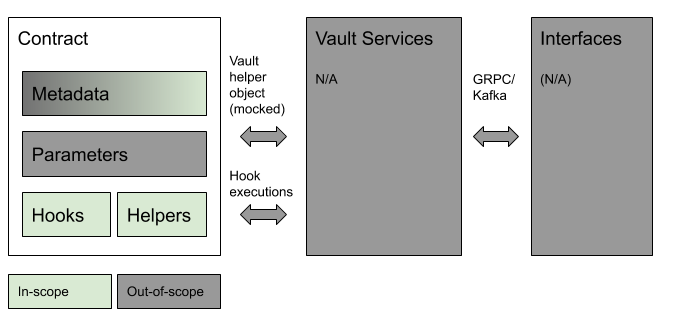 Contract
Metadata
Parameters
Hooks
Helpers
Vault
helper
object
(mocked)
Hook
executions
Vault Services
N/A
GRPC/
Kafka
Interfaces
(N/A)
In-scope
Out-of-scope